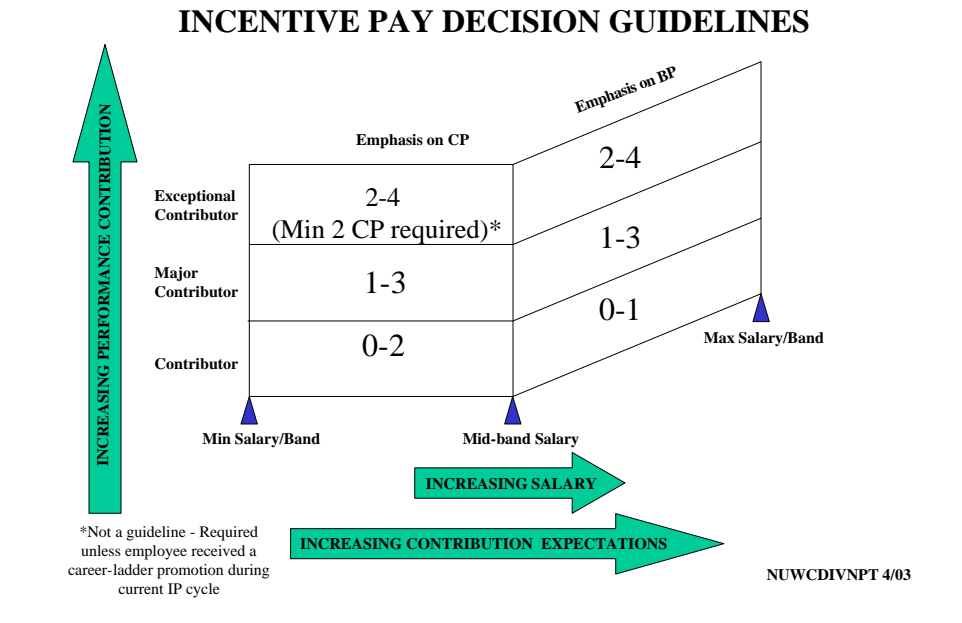 INCENTIVE PAY DECISION GUIDELINES
INCREASING PERFORMANCE CONTRIBUTION
Emphasis on CP
Emphasis on BP
Exceptional
Contributor
2-4
(Min 2 CP required)*
2-4
Major
Contributor
1-3
1-3
Contributor
0-2
0-1
Min Salary/Band
Mid-band Salary
Max Salary/Band
INCREASING SALARY
INCREASING CONTRIBUTION EXPECTATIONS
*Not a guideline - Required
unless employee received a
career-ladder promotion during
current IP cycle
NUWCDIVNPT 4/03